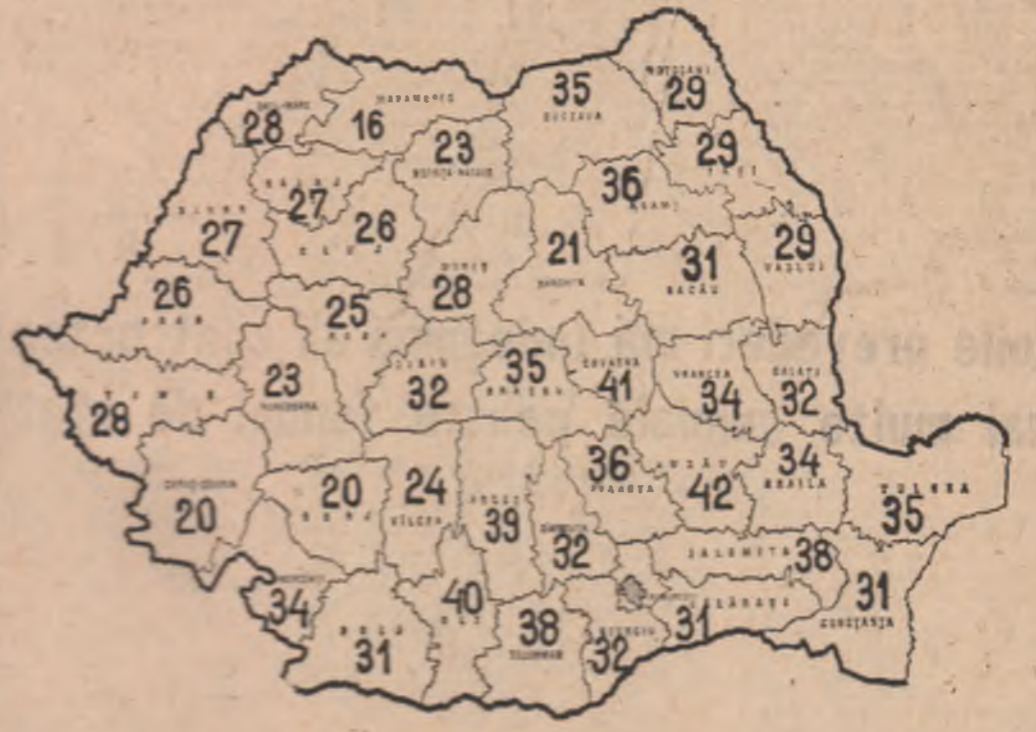 SATU-MARE
28
MARAMUREȘ
16
35
SUCEAVA
BOTOȘANI
29
SĂLAJ
27
23
BISTRIȚA-NĂSĂUD
36
NEAMȚ
29
IAȘI
BIHOR
27
26
CLUJ
MUREȘ
28
21
HARGHITA
31
BACĂU
29
VASLUI
26
ARAD
25
ALBA
23
HUNEDOARA
SIBIU
32
35
BRAȘOV
COVASNA
41
VRANCEA
34
GALAȚI
32
TIMIȘ
28
CARAȘ-SEVERIN
20
20
GORJ
24
VÎLCEA
ARGEȘ
39
36
PRAHOVA
BUZĂU
42
34
BRĂILA
TULCEA
35
MEHEDINȚI
34
DOLJ
31
40
OLT
DÎMBOVIȚA
32
38
TELEORMAN
GIURGIU
32
IALOMIȚA
38
CĂLĂRAȘI
31
31
CONSTANȚA